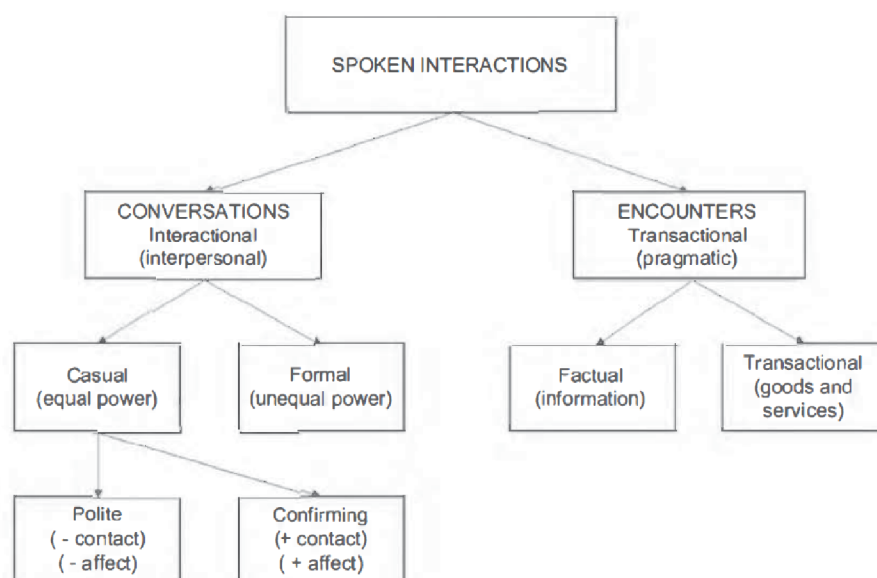 SPOKEN INTERACTIONS
CONVERSATIONS
Interactional
(interpersonal)
ENCOUNTERS
Transactional
(pragmatic)
Casual
(equal power)
Formal
(unequal power)
Factual
(information)
Transactional
(goods and
services)
Polite
( - contact)
( - affect)
Confirming
(+ contact)
( + affect)